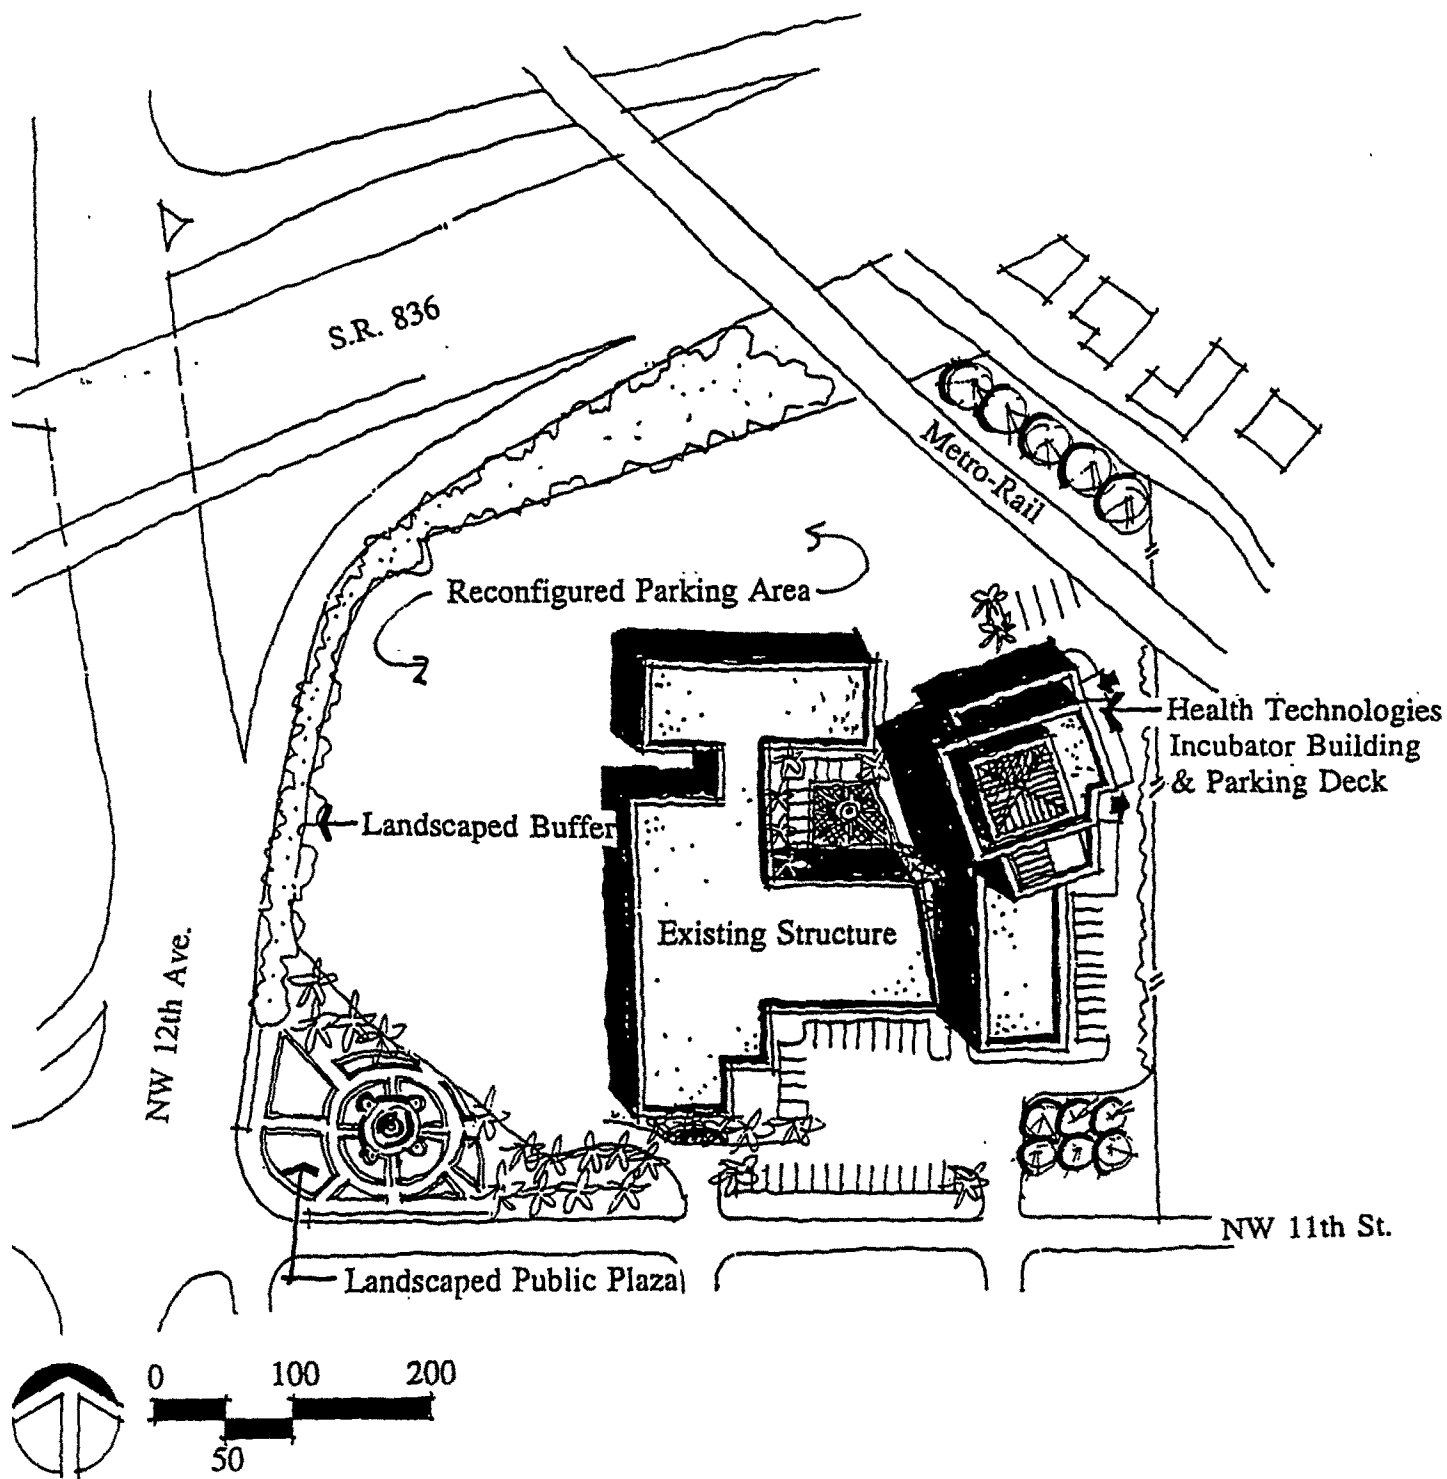 S.R. 836
Metro-Rail
Reconfigured Parking Area
Health Technologies
Incubator Building
& Parking Deck
Landscaped Buffer
Existing Structure
NW 12th Ave.
NW 11th St.
Landscaped Public Plaza
0 100 200
50